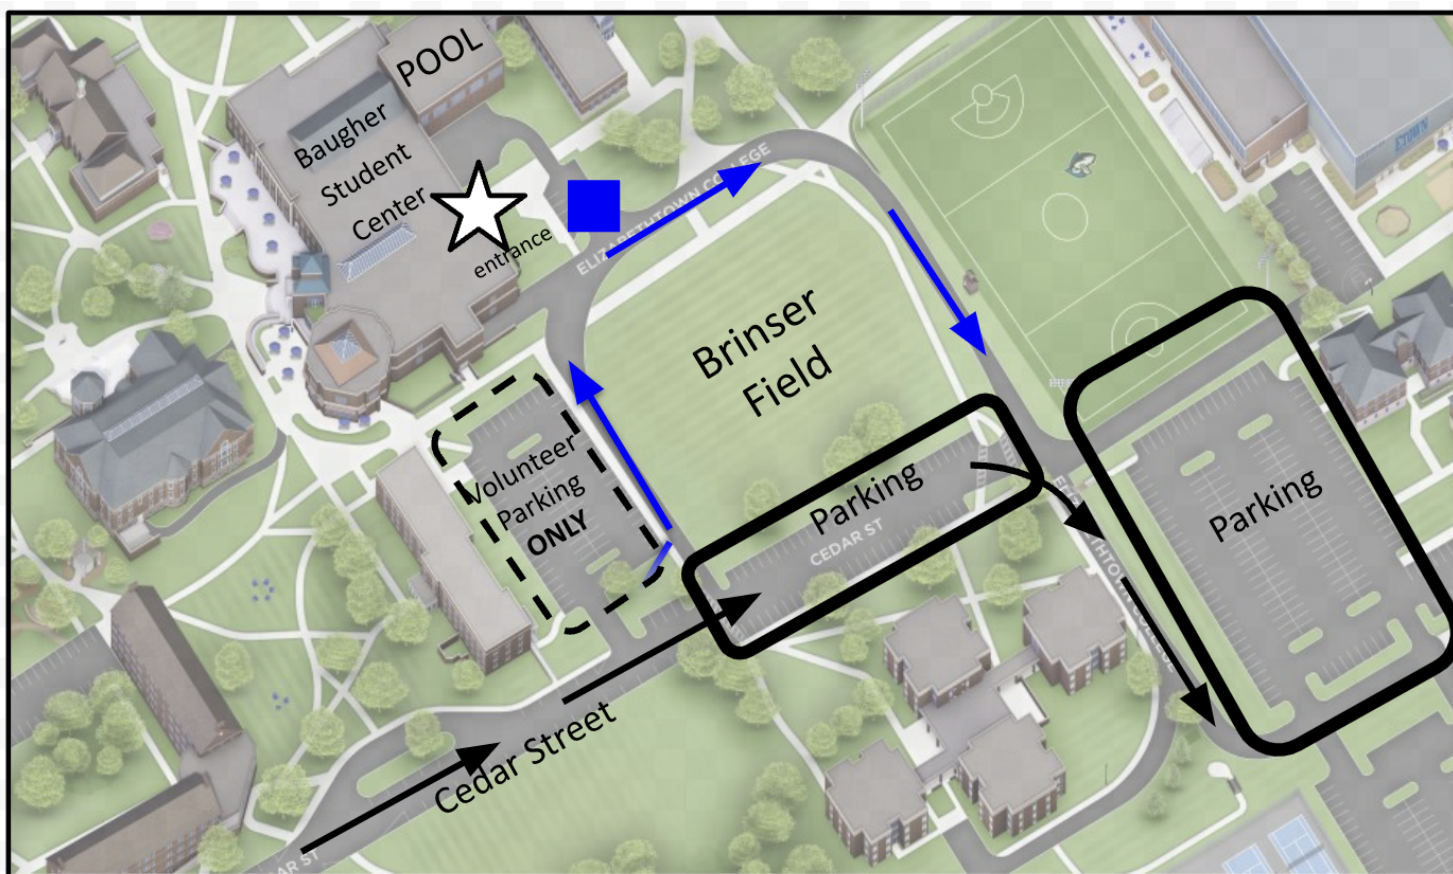 POOL
Baugher
Student
Center
entrance
ELIZABETHTOWN COLLEGE
Brinser
Field
Volunteer
Parking
ONLY
Parking
CEDAR ST
Parking
Cedar Street